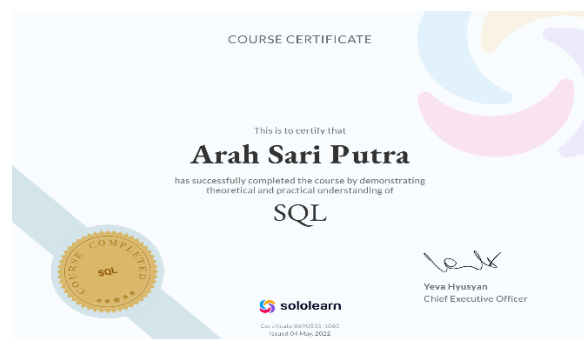 COURSE CERTIFICATE
This is to certify that
Arah Sari Putra
has successfully completed the course by demonstrating
theoretical and practical understanding of
SQL
COURSE COMPLETED
SQL
Yeva Hyusyan
Chief Executive Officer
sololearn
Certificate
Issued 04 May, 2022